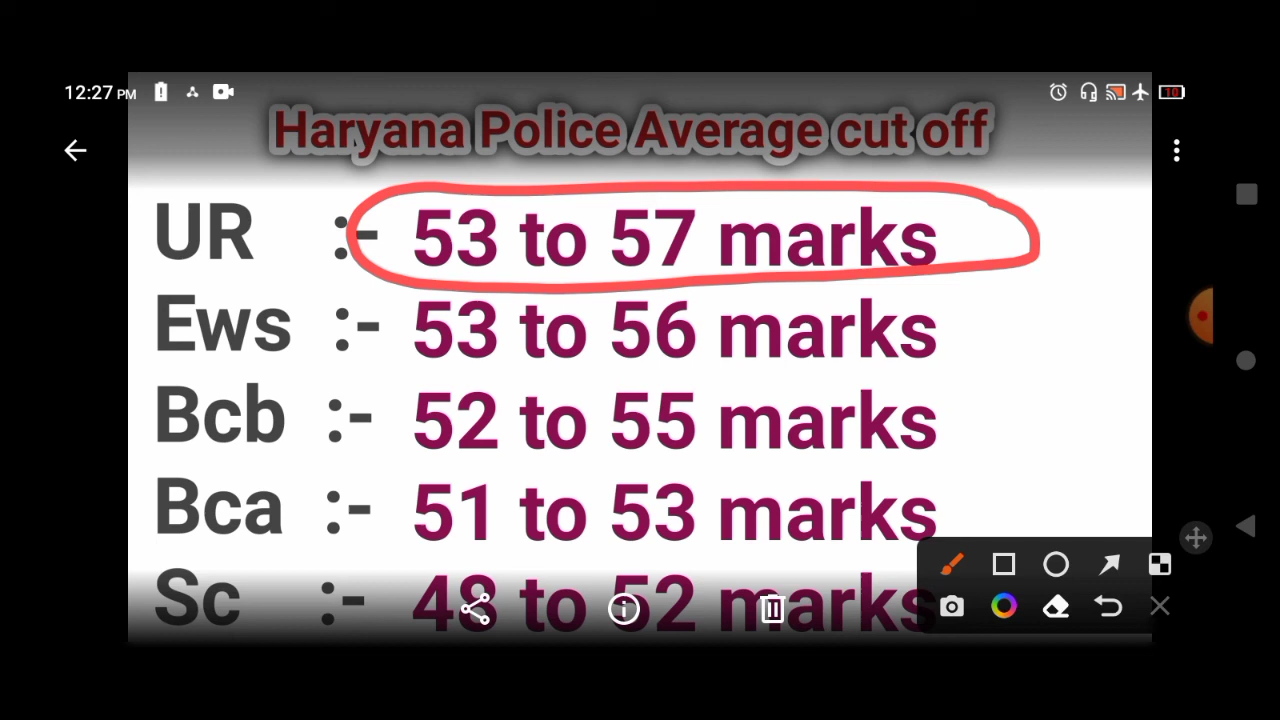 12:27 PM
10
Haryana Police Average cut off
UR :- 53 to 57 marks
Ews :- 53 to 56 marks
Bcb :- 52 to 55 marks
Bca :- 51 to 53 marks
Sc :- 48 to 52 marks